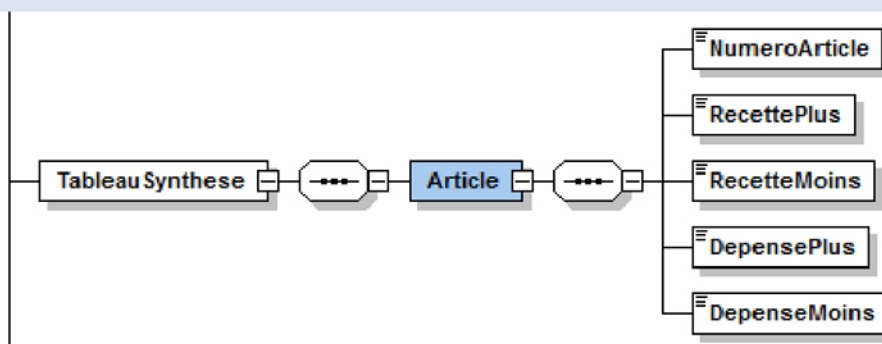 NumeroArticle
RecettePlus
TableauSynthese
Article
RecetteMoins
DepensePlus
DepenseMoins